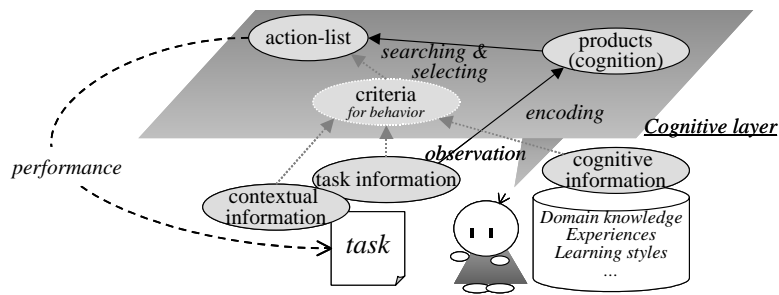 action-list
searching &
selecting
products
(cognition)
criteria
for behavior
encoding
Cognitive layer
performance
observation
task information
cognitive
information
contextual
information
task
Domain knowledge
Experiences
Learning styles
...